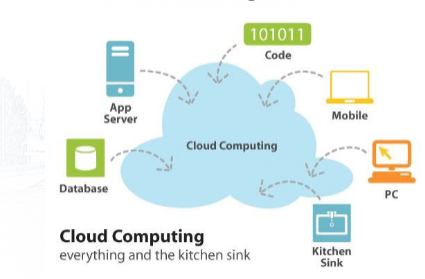 101011
Code
App
Server
Mobile
Cloud Computing
Database
PC
Kitchen
Sink
Cloud Computing
everything and the kitchen sink